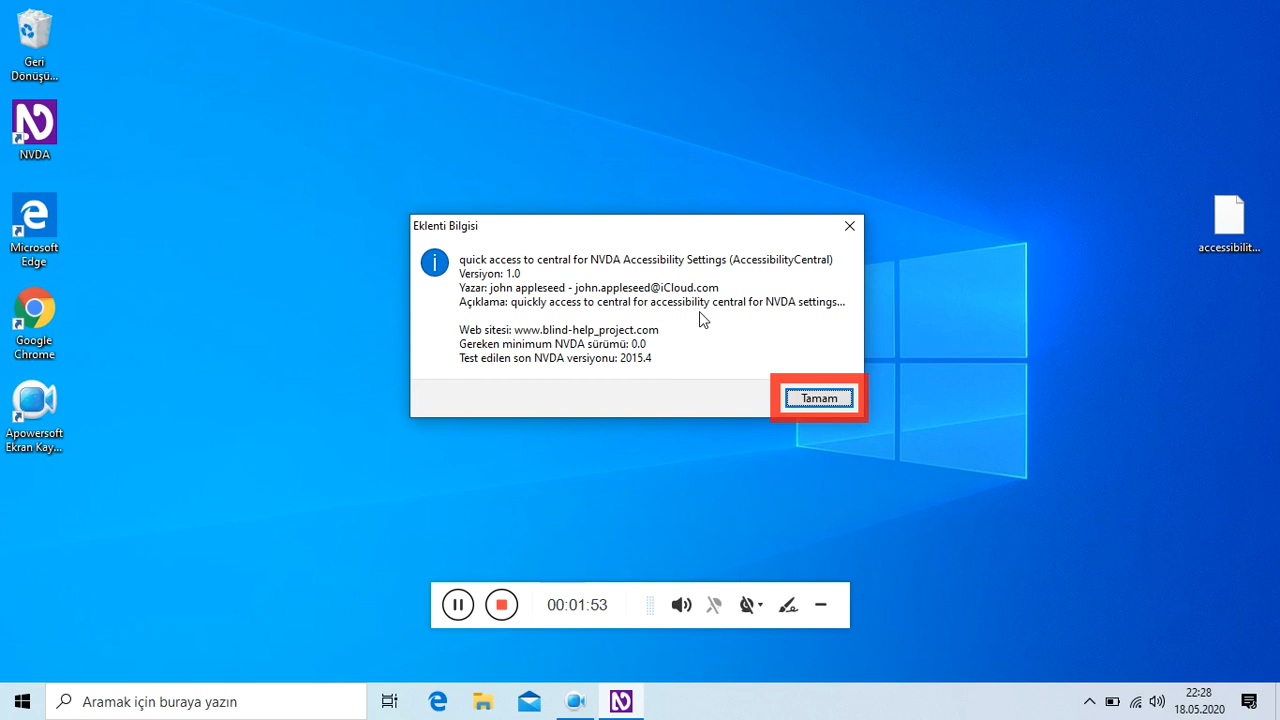 Geri
Dönüşü...
NVDA
Microsoft
Edge
Google
Chrome
Apowersoft
Ekran Kay...
accessibilit...
Eklenti Bilgisi
quick access to central for NVDA Accessibility Settings (AccessibilityCentral)
Versiyon: 1.0
Yazar: john appleseed - john.appleseed@iCloud.com
Açıklama: quickly access to central for accessibility central for NVDA settings...
Web sitesi: www.blind-help_project.com
Gereken minimum NVDA sürümü: 0.0
Test edilen son NVDA versiyonu: 2015.4
Tamam
00:01:53
Aramak için buraya yazın
22:28
18.05.2020